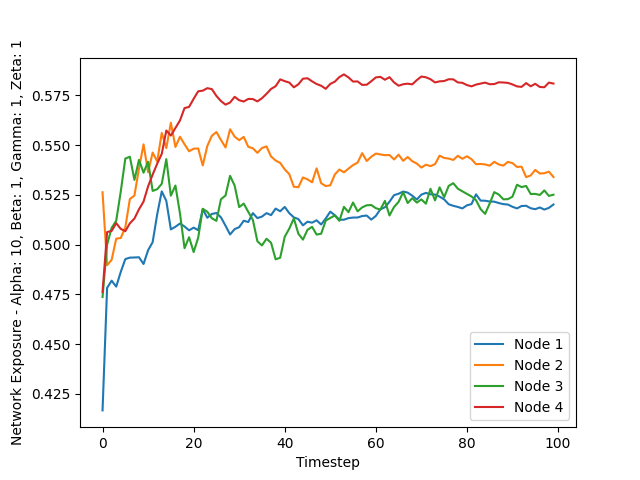 Network Exposure - Alpha: 10, Beta: 1, Gamma: 1, Zeta: 1
0.575
0.550
0.525
0.500
0.475
0.450
0.425
Node 1
Node 2
Node 3
Node 4
0 20 40 60 80 100
Timestep